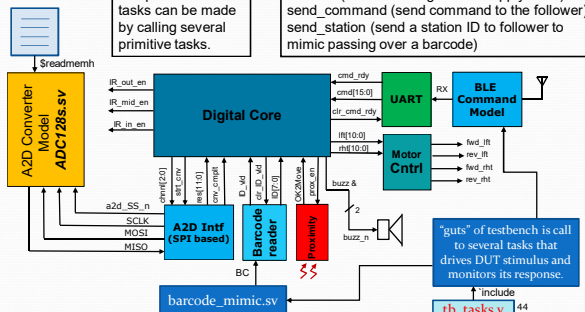 tasks can be made
by calling several
primitive tasks.
send_command (send command to the follower)
send_station (send a station ID to follower to
mimic passing over a barcode)
$readmemh
A2D Converter
Model
ADC128s.sv
IR_out_en
IR_mid_en
IR_in_en
Digital Core
cmd_rdy
cmd[15:0]
clr_cmd_rdy
UART
RX
BLE
Command
Model
lft[10:0]
rht[10:0]
Motor
Cntrl
fwd_lft
rev_lft
fwd_rht
rev_rht
chnnl[2:0]
strt_cnv
res[11:0]
cnv_cmplt
ID_vld
clr_ID_vld
ID[7:0]
OK2Move
prox_en
buzz &
2
buzz_n
a2d_SS_n
SCLK
MOSI
MISO
A2D Intf
(SPI based)
Barcode
reader
Proximity
BC
barcode_mimic.sv
"guts" of testbench is call
to several tasks that
drives DUT stimulus and
monitors its response.
`include
tb_tasks.v
44